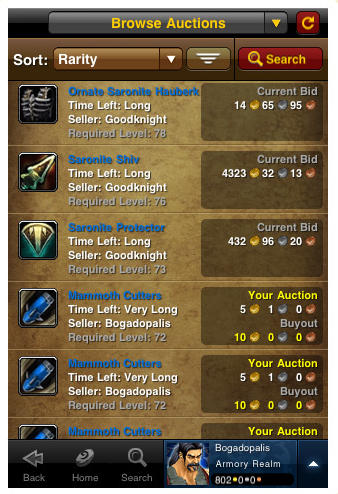 Browse Auctions
Sort: Rarity Search
Ornate Saronite Hauberk Current Bid
Time Left: Long 14 65 95
Seller: Goodknight
Required Level: 78
Saronite Shiv Current Bid
Time Left: Long 4323 32 13
Seller: Goodknight
Required Level: 76
Saronite Protector Current Bid
Time Left: Long 432 96 20
Seller: Goodknight
Required Level: 73
Mammoth Cutters Your Auction
Time Left: Very Long 5 1 0
Seller: Bogadopalis Buyout
Required Level: 72 10 0 0
Mammoth Cutters Your Auction
Time Left: Very Long 5 1 0
Seller: Bogadopalis Buyout
Required Level: 72 10 0 0
Mammoth Cutters Your Auction
Bogadopalis
Armory Realm
802 0 0
Back Home Search